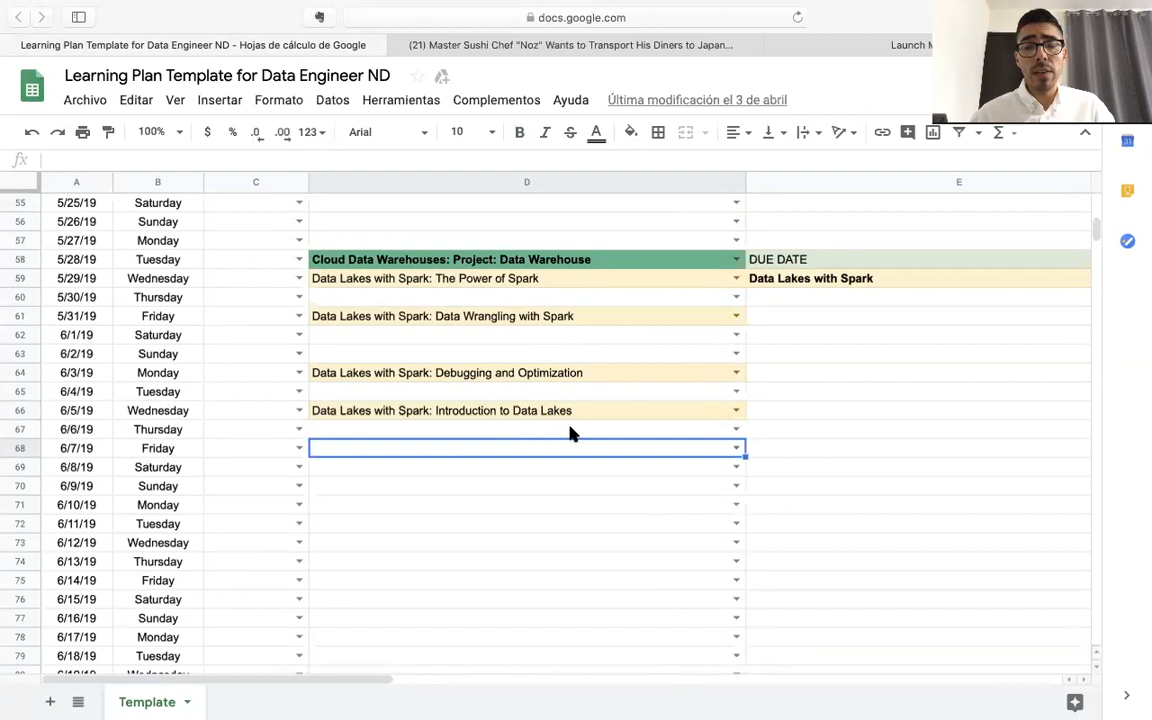 docs.google.com
Learning Plan Template for Data Engineer ND - Hojas de cálculo de Google
(21) Master Sushi Chef "Noz" Wants to Transport His Diners to Japan...
Launch M
Learning Plan Template for Data Engineer ND
Archivo Editar Ver Insertar Formato Datos Herramientas Complementos Ayuda Última modificación el 3 de abril
100% $ % .0 .00 123 Arial 10 B I S A Σ
fx
A B C D E
55 5/25/19 Saturday
56 5/26/19 Sunday
57 5/27/19 Monday
58 5/28/19 Tuesday Cloud Data Warehouses: Project: Data Warehouse DUE DATE
59 5/29/19 Wednesday Data Lakes with Spark: The Power of Spark Data Lakes with Spark
60 5/30/19 Thursday
61 5/31/19 Friday Data Lakes with Spark: Data Wrangling with Spark
62 6/1/19 Saturday
63 6/2/19 Sunday
64 6/3/19 Monday Data Lakes with Spark: Debugging and Optimization
65 6/4/19 Tuesday
66 6/5/19 Wednesday Data Lakes with Spark: Introduction to Data Lakes
67 6/6/19 Thursday
68 6/7/19 Friday
69 6/8/19 Saturday
70 6/9/19 Sunday
71 6/10/19 Monday
72 6/11/19 Tuesday
73 6/12/19 Wednesday
74 6/13/19 Thursday
75 6/14/19 Friday
76 6/15/19 Saturday
77 6/16/19 Sunday
78 6/17/19 Monday
79 6/18/19 Tuesday
Template